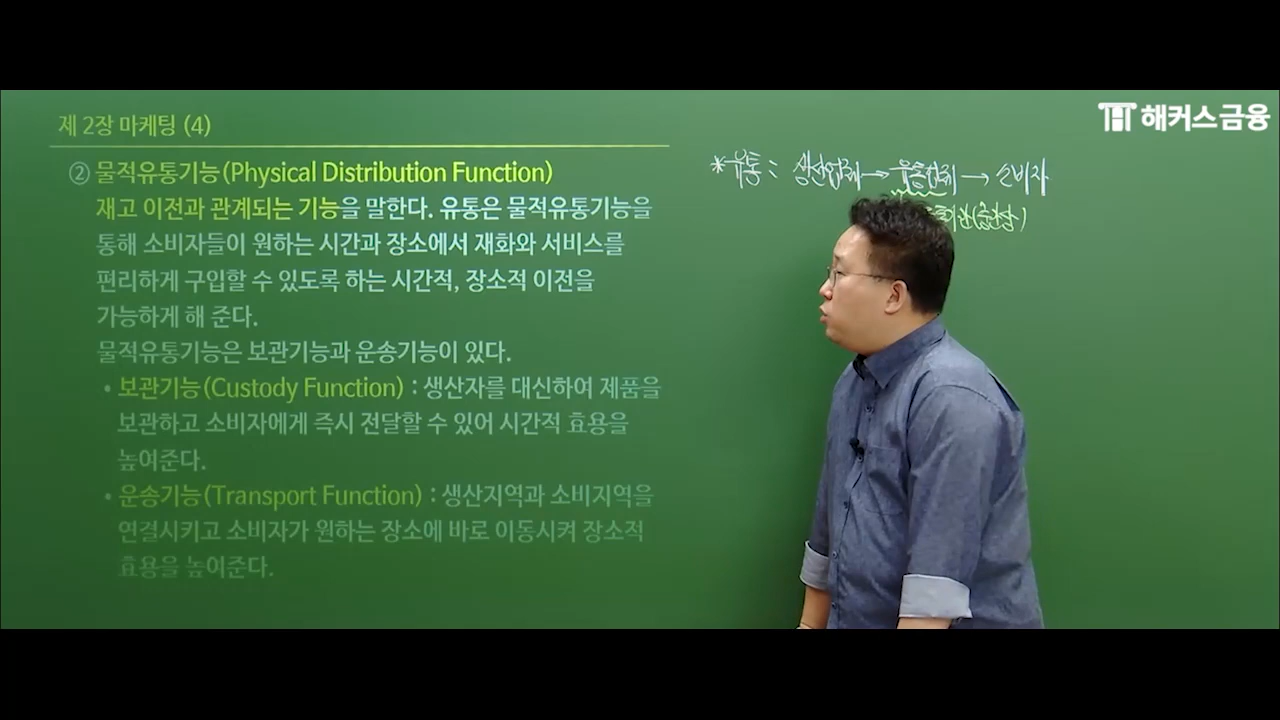 제 2장 마케팅 (4)
해커스금융
② 물적유통기능(Physical Distribution Function)
재고 이전과 관계되는 기능을 말한다. 유통은 물적유통기능을
통해 소비자들이 원하는 시간과 장소에서 재화와 서비스를
편리하게 구입할 수 있도록 하는 시간적, 장소적 이전을
가능하게 해 준다.
물적유통기능은 보관기능과 운송기능이 있다.
• 보관기능(Custody Function) : 생산자를 대신하여 제품을
보관하고 소비자에게 즉시 전달할 수 있어 시간적 효용을
높여준다.
• 운송기능(Transport Function) : 생산지역과 소비지역을
연결시키고 소비자가 원하는 장소에 바로 이동시켜 장소적
효용을 높여준다.
*유통 : 생산업체 → 유통업체 → 소비자